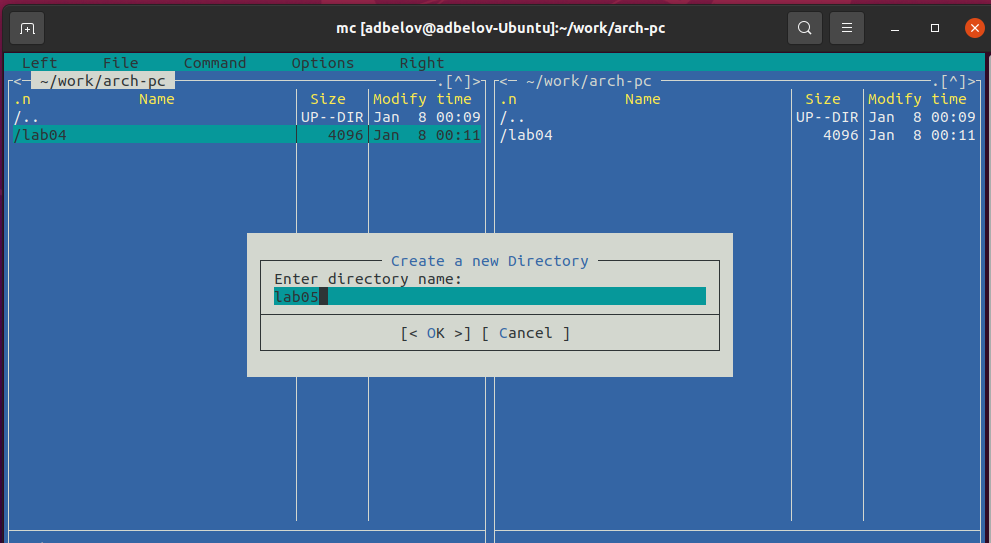 mc [adbelov@adbelov-Ubuntu]:~/work/arch-pc
Left File Command Options Right
<─ ~/work/arch-pc .[^]> <─ ~/work/arch-pc .[^]>
.n Name Size Modify time .n Name Size Modify time
/.. UP--DIR Jan 8 00:09 /.. UP--DIR Jan 8 00:09
/lab04 4096 Jan 8 00:11 /lab04 4096 Jan 8 00:11
Create a new Directory
Enter directory name:
lab05
[< OK >] [ Cancel ]